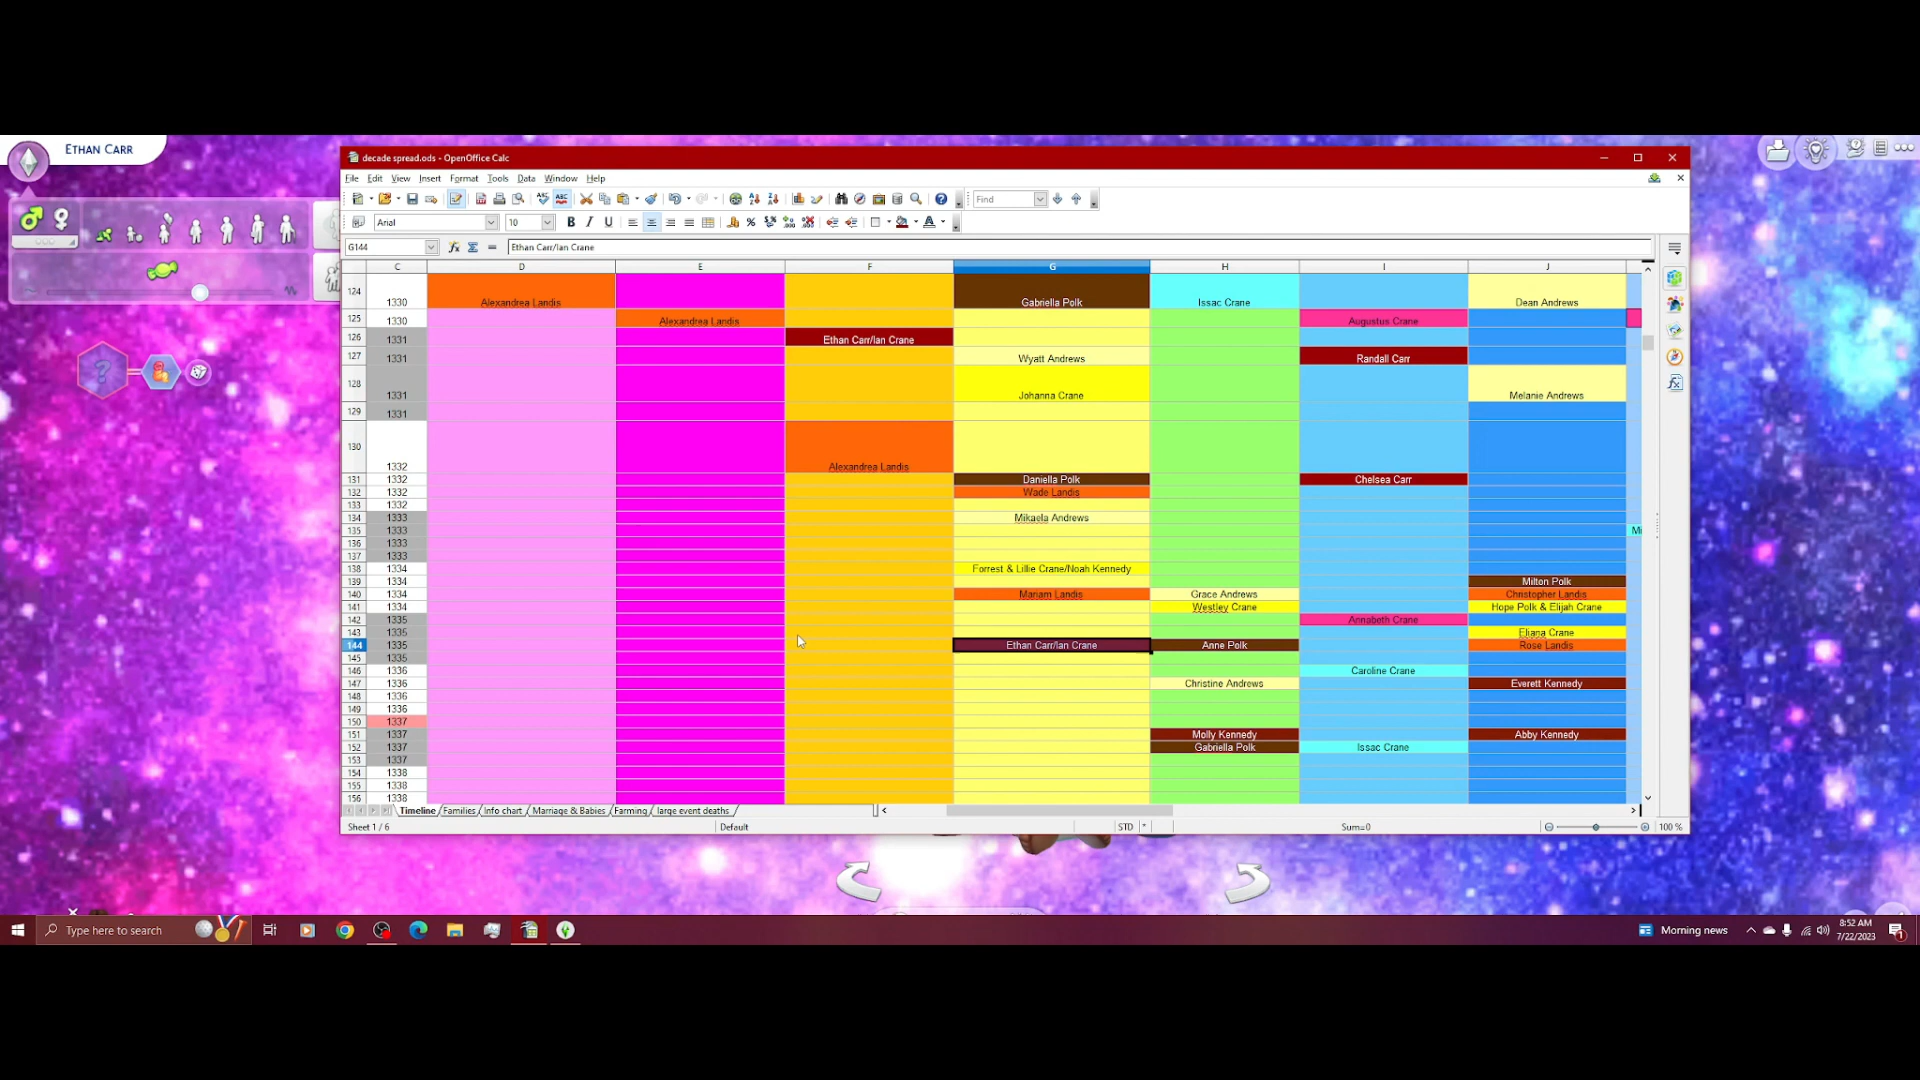 ETHAN CARR
decade spread.ods - OpenOffice Calc
File Edit View Insert Format Tools Data Window Help
Find
Arial 10
G144 Ethan Carr/Ian Crane
C D E F G H I J
124 1330 Alexandrea Landis Gabriella Polk Issac Crane Dean Andrews
125 1330 Alexandrea Landis Augustus Crane
126 1331 Ethan Carr/Ian Crane
127 1331 Wyatt Andrews Randall Carr
128 1331 Johanna Crane Melanie Andrews
129 1331
130 1332 Alexandrea Landis
131 1332 Daniella Polk Chelsea Carr
132 1332 Wade Landis
133 1332
134 1333 Mikaela Andrews
135 1333 Mi
136 1333
137 1333
138 1334 Forrest & Lillie Crane/Noah Kennedy
139 1334 Milton Polk
140 1334 Mariam Landis Grace Andrews Christopher Landis
141 1334 Westley Crane Hope Polk & Elijah Crane
142 1335 Annabeth Crane
143 1335 Eliana Crane
144 1335 Ethan Carr/Ian Crane Anne Polk Rose Landis
145 1335
146 1336 Caroline Crane
147 1336 Christine Andrews Everett Kennedy
148 1336
149 1336
150 1337
151 1337 Molly Kennedy Abby Kennedy
152 1337 Gabriella Polk Issac Crane
153 1337
154 1338
155 1338
156 1338
Timeline Families Info chart Marriage & Babies Farming large event deaths
Sheet 1 / 6 Default STD * Sum=0 100 %
Type here to search
Morning news
8:52 AM
7/22/2023
1